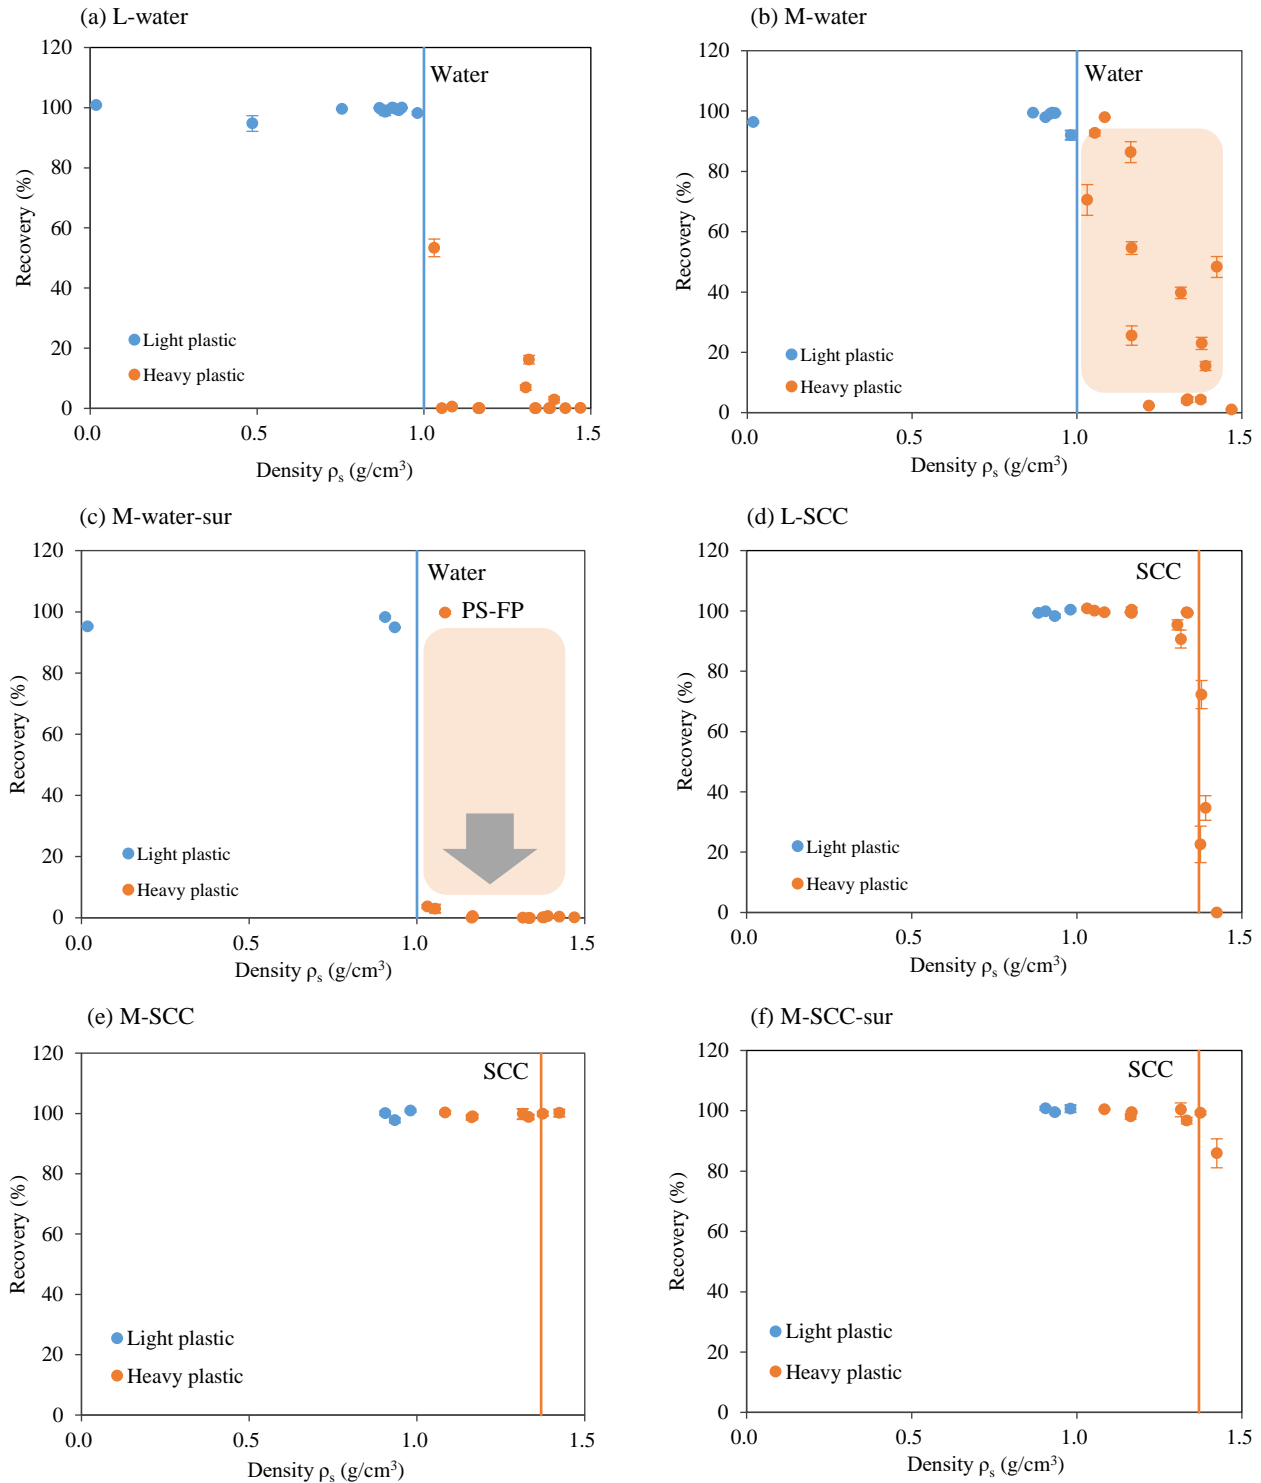 (a) L-water
120
100
80
60
40
20
0
Recovery (%)
Water
Light plastic
Heavy plastic
0.0 0.5 1.0 1.5
Density ρs (g/cm³)
(b) M-water
120
100
80
60
40
20
0
Recovery (%)
Water
Light plastic
Heavy plastic
0.0 0.5 1.0 1.5
Density ρs (g/cm³)
(c) M-water-sur
120
100
80
60
40
20
0
Recovery (%)
Water
PS-FP
Light plastic
Heavy plastic
0.0 0.5 1.0 1.5
Density ρs (g/cm³)
(d) L-SCC
120
100
80
60
40
20
0
Recovery (%)
SCC
Light plastic
Heavy plastic
0.0 0.5 1.0 1.5
Density ρs (g/cm³)
(e) M-SCC
120
100
80
60
40
20
0
Recovery (%)
SCC
Light plastic
Heavy plastic
0.0 0.5 1.0 1.5
Density ρs (g/cm³)
(f) M-SCC-sur
120
100
80
60
40
20
0
Recovery (%)
SCC
Light plastic
Heavy plastic
0.0 0.5 1.0 1.5
Density ρs (g/cm³)